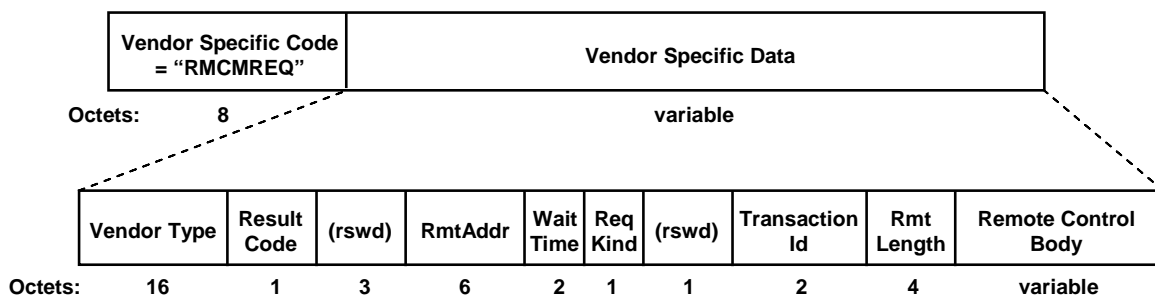 Vendor Specific Code
= “RMCMREQ”
Vendor Specific Data
Octets: 8 variable
Vendor Type
Result
Code
(rswd)
RmtAddr
Wait
Time
Req
Kind
(rswd)
Transaction
Id
Rmt
Length
Remote Control
Body
Octets: 16 1 3 6 2 1 1 2 4 variable